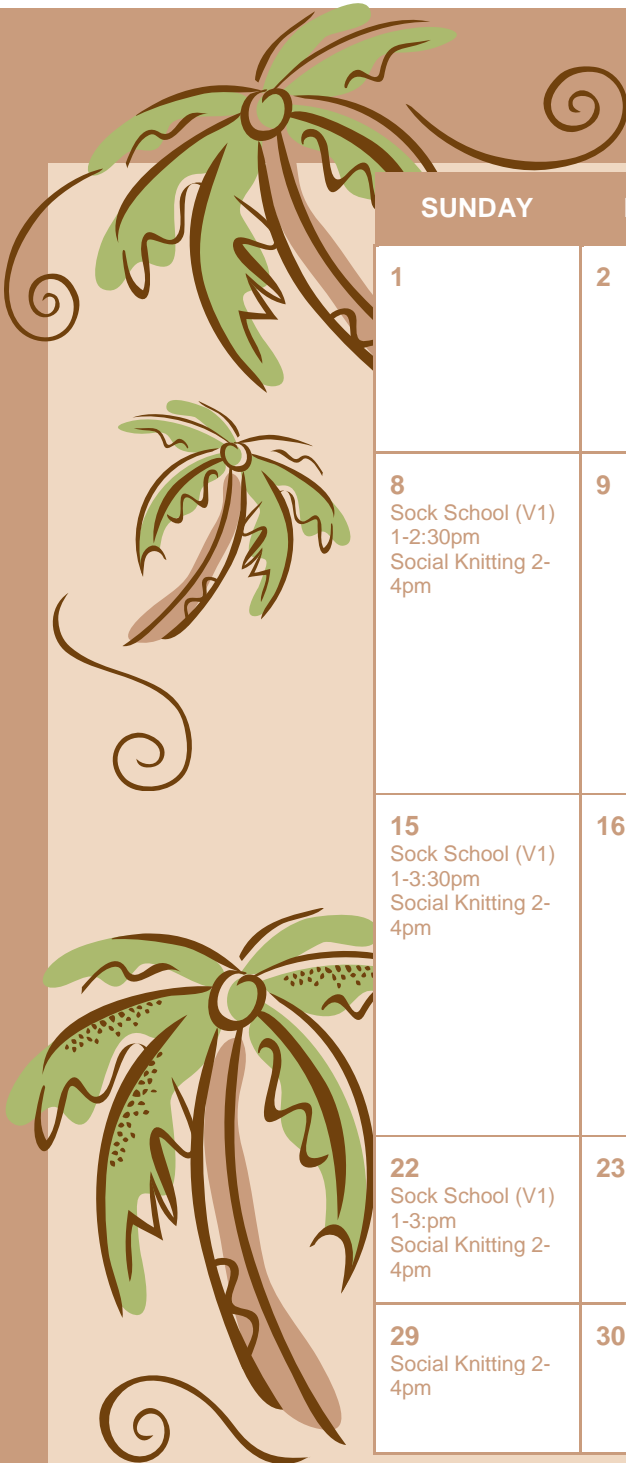 SUNDAY
1
2
8
Sock School (V1)
1-2:30pm
Social Knitting 2-
4pm
9
15
Sock School (V1)
1-3:30pm
Social Knitting 2-
4pm
16
22
Sock School (V1)
1-3:pm
Social Knitting 2-
4pm
23
29
Social Knitting 2-
4pm
30